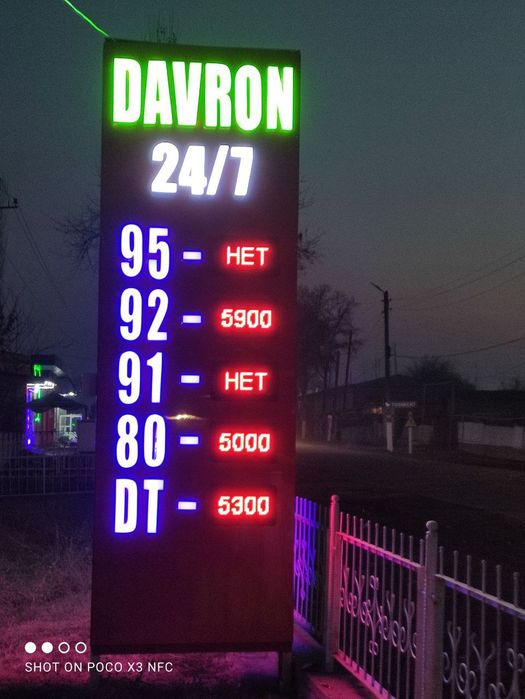 DAVRON
24/7
95 - НЕТ
92 - 5900
91 - НЕТ
80 - 5000
DT - 5300
SHOT ON POCO X3 NFC